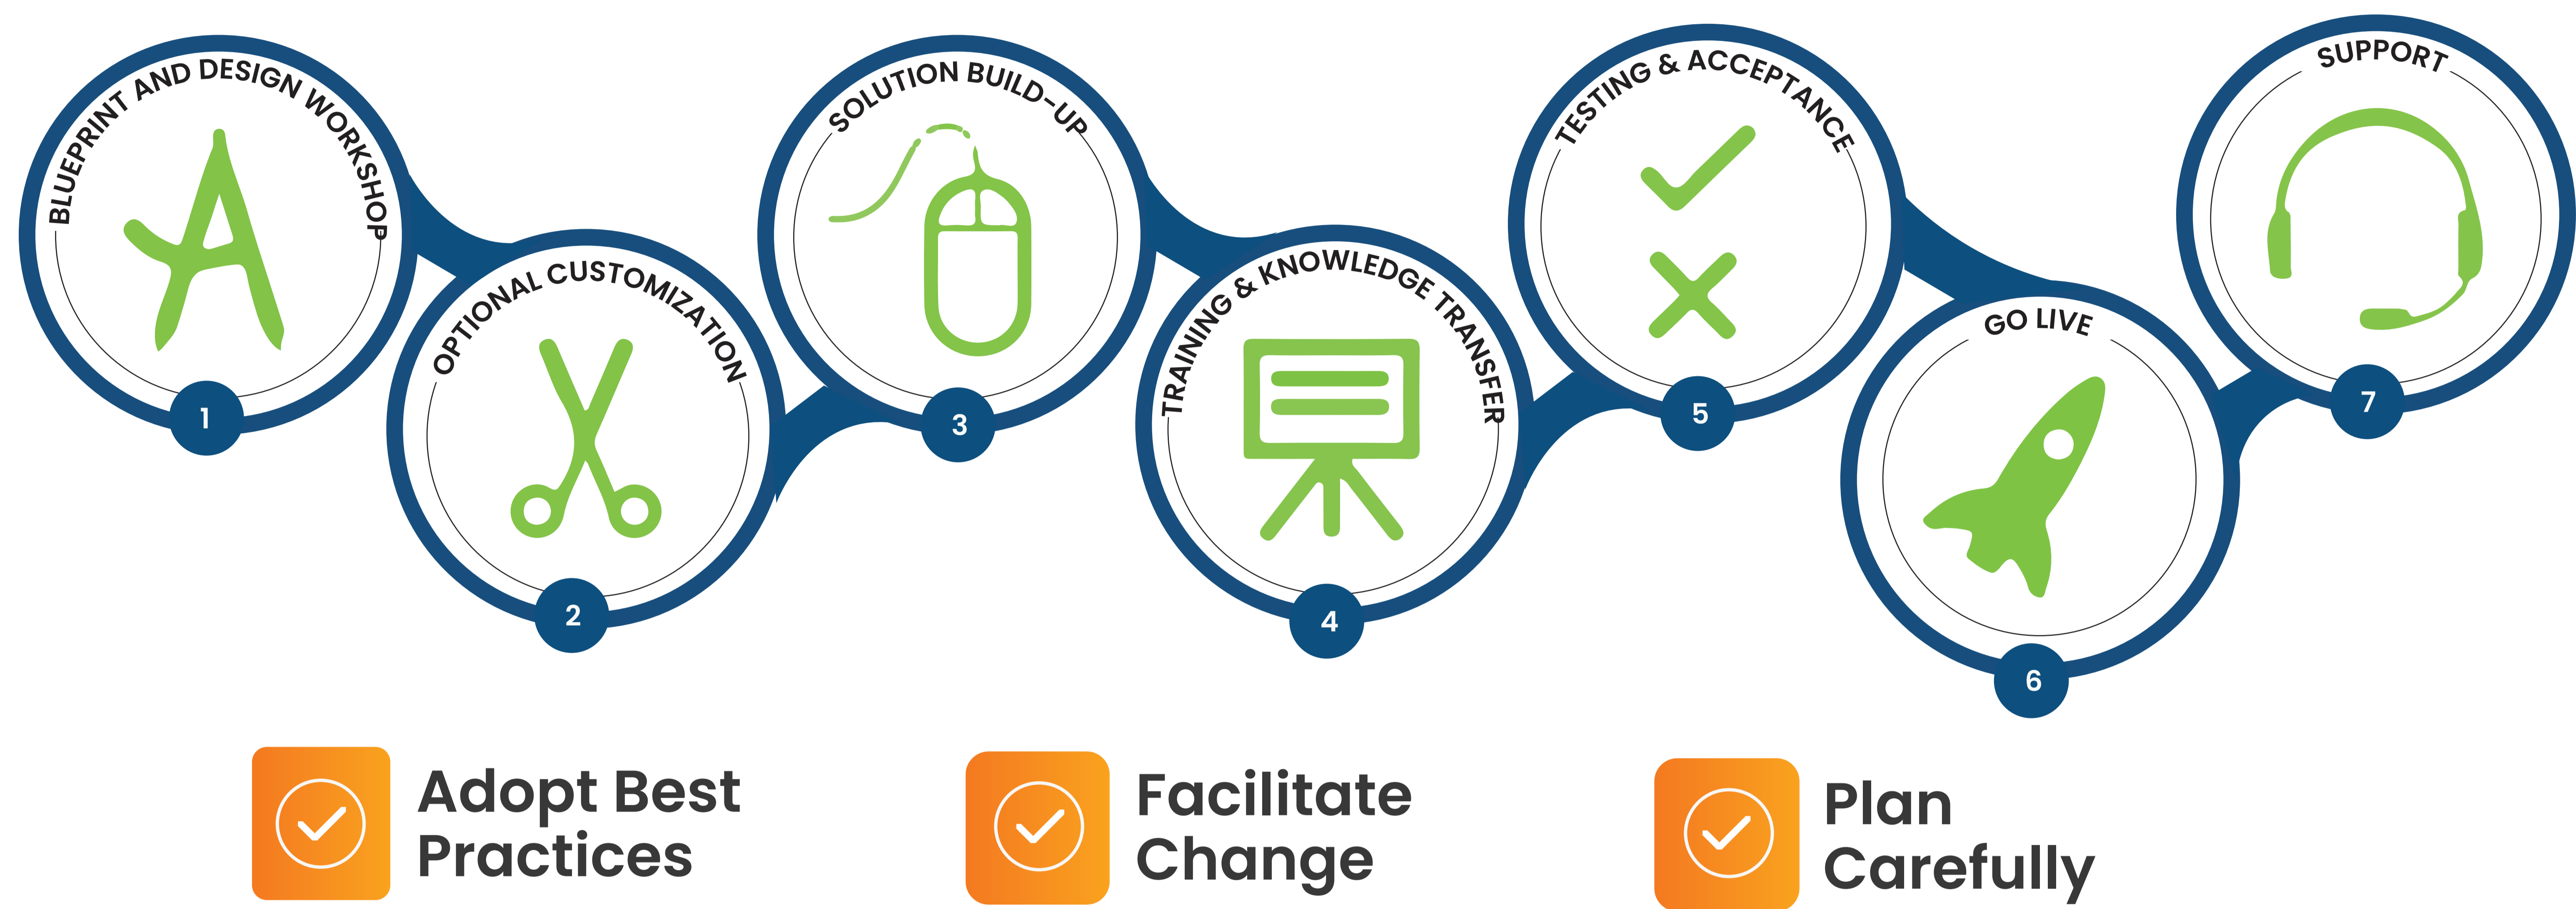 BLUEPRINT AND DESIGN WORKSHOP
1
OPTIONAL CUSTOMIZATION
2
SOLUTION BUILD-UP
3
TRAINING & KNOWLEDGE TRANSFER
4
TESTING & ACCEPTANCE
5
GO LIVE
6
SUPPORT
7
Adopt Best
Practices
Facilitate
Change
Plan
Carefully